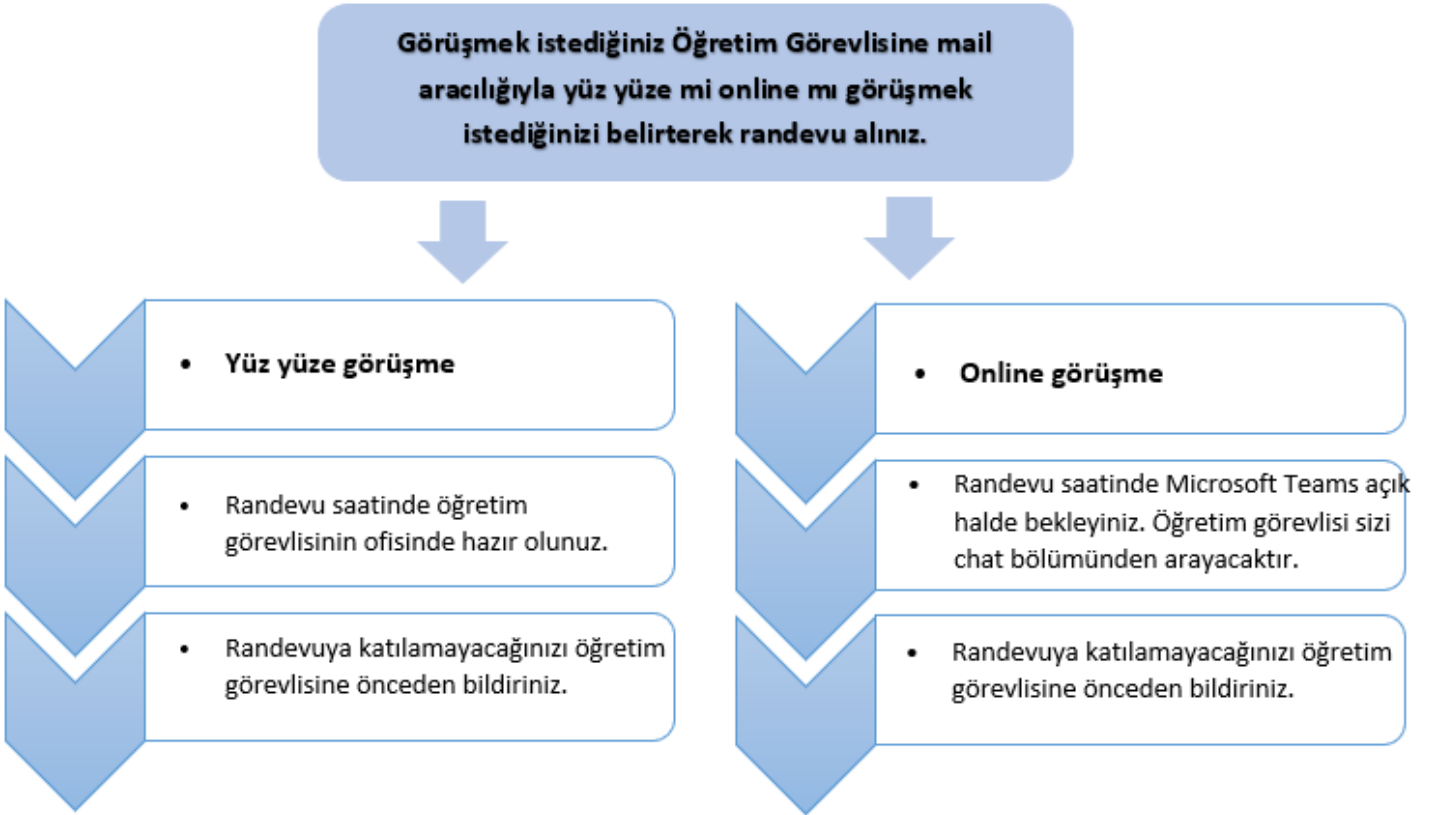 Görüşmek istediğiniz Öğretim Görevlisine mail
aracılığıyla yüz yüze mi online mı görüşmek
istediğinizi belirterek randevu alınız.
• Yüz yüze görüşme
• Randevu saatinde öğretim
görevlisinin ofisinde hazır olunuz.
• Randevuya katılamayacağınızı öğretim
görevlisine önceden bildiriniz.
• Online görüşme
• Randevu saatinde Microsoft Teams açık
halde bekleyiniz. Öğretim görevlisi sizi
chat bölümünden arayacaktır.
• Randevuya katılamayacağınızı öğretim
görevlisine önceden bildiriniz.